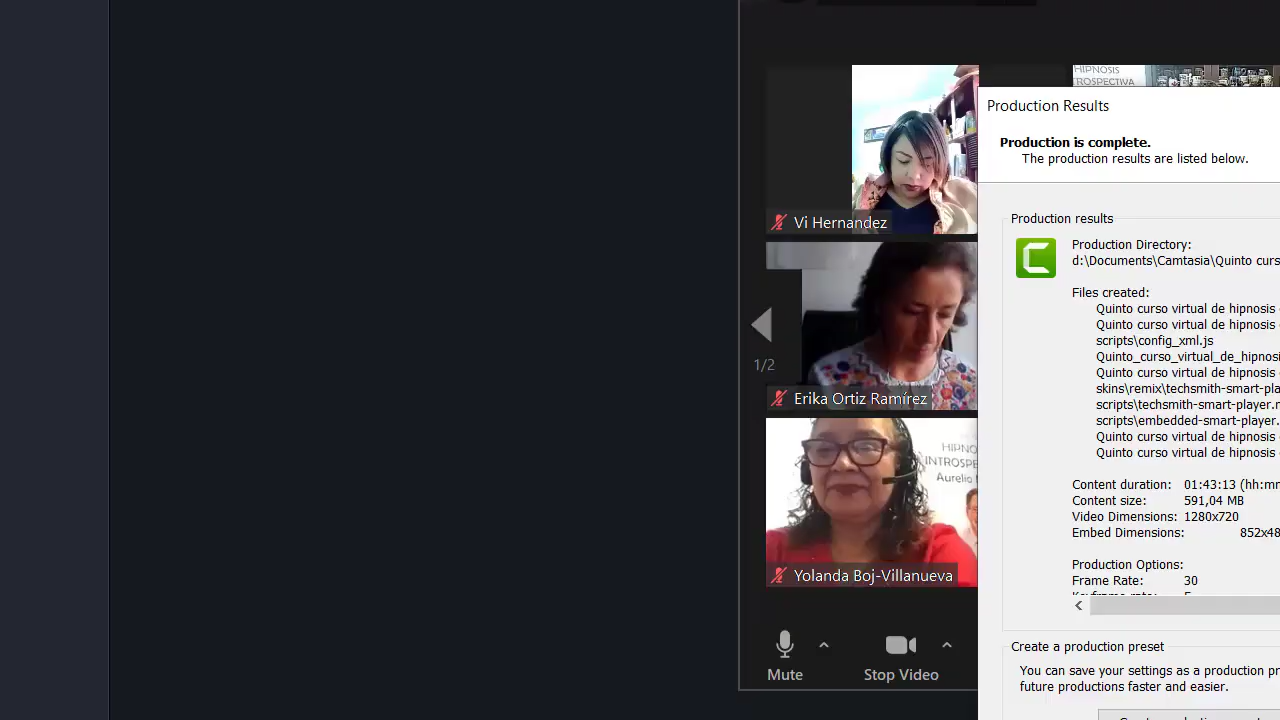 HIPNOSIS
TROSPECTIVA
Production Results
Production is complete.
The production results are listed below.
Vi Hernandez
Production results
Production Directory:
d:\Documents\Camtasia\Quinto curs
Files created:
Quinto curso virtual de hipnosis
Quinto curso virtual de hipnosis
scripts\config_xml.js
Quinto_curso_virtual_de_hipnosi
Quinto curso virtual de hipnosis
skins\remix\techsmith-smart-pla
scripts\techsmith-smart-player.
scripts\embedded-smart-player.
Quinto curso virtual de hipnosis
Quinto curso virtual de hipnosis
1/2
Erika Ortiz Ramírez
HIPNO
INTROSPE
Aurelio
Content duration: 01:43:13 (hh:mm
Content size: 591,04 MB
Video Dimensions: 1280x720
Embed Dimensions: 852x48
Production Options:
Frame Rate: 30
Yolanda Boj-Villanueva
Create a production preset
You can save your settings as a production pr
future productions faster and easier.
Mute
Stop Video